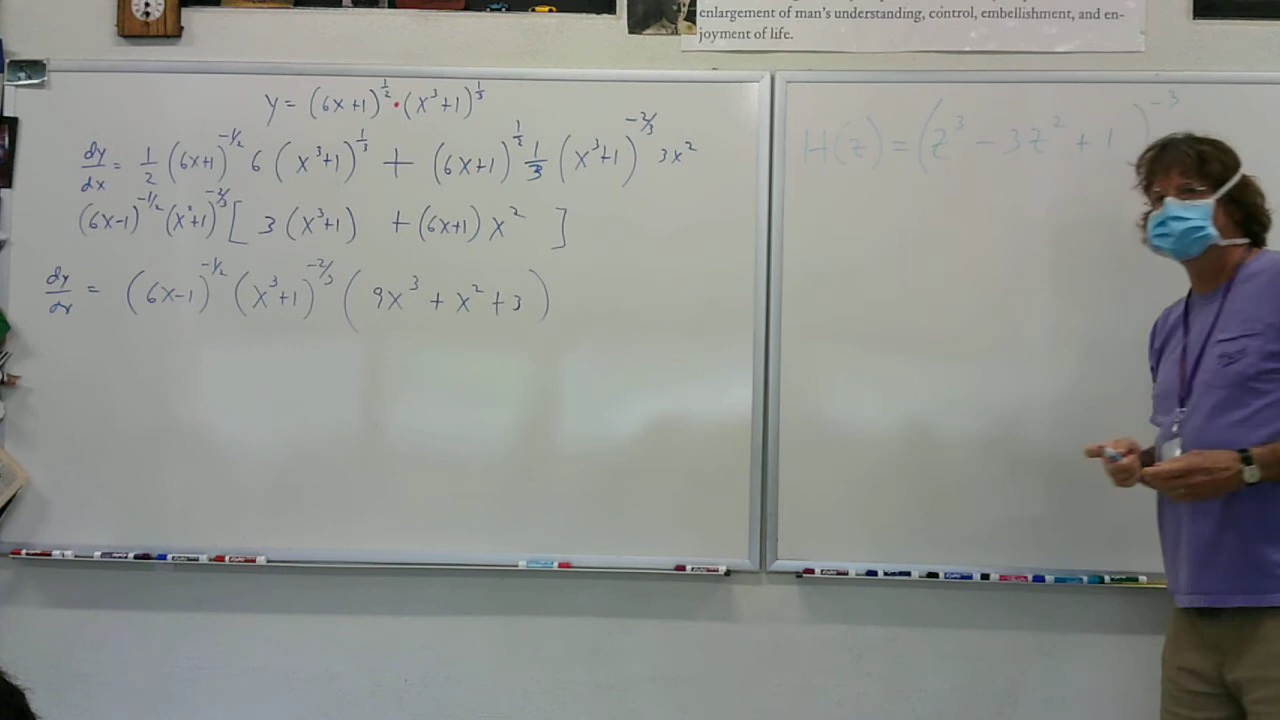 enlargement of man's understanding, control, embellishment, and en-
joyment of life.
y = (6x+1)^{1/2} · (x^3+1)^{1/3}
dy/dx = 1/2 (6x+1)^{-1/2} 6 (x^3+1)^{1/3} + (6x+1)^{1/2} 1/3 (x^3+1)^{-2/3} 3x^2
(6x-1)^{-1/2} (x^2+1)^{-2/3} [ 3 (x^3+1) + (6x+1) x^2 ]
dy/dx = (6x-1)^{-1/2} (x^3+1)^{-2/3} ( 9x^3 + x^2 + 3 )
H(z) = (z^3 - 3z^2 + 1)^{-3}